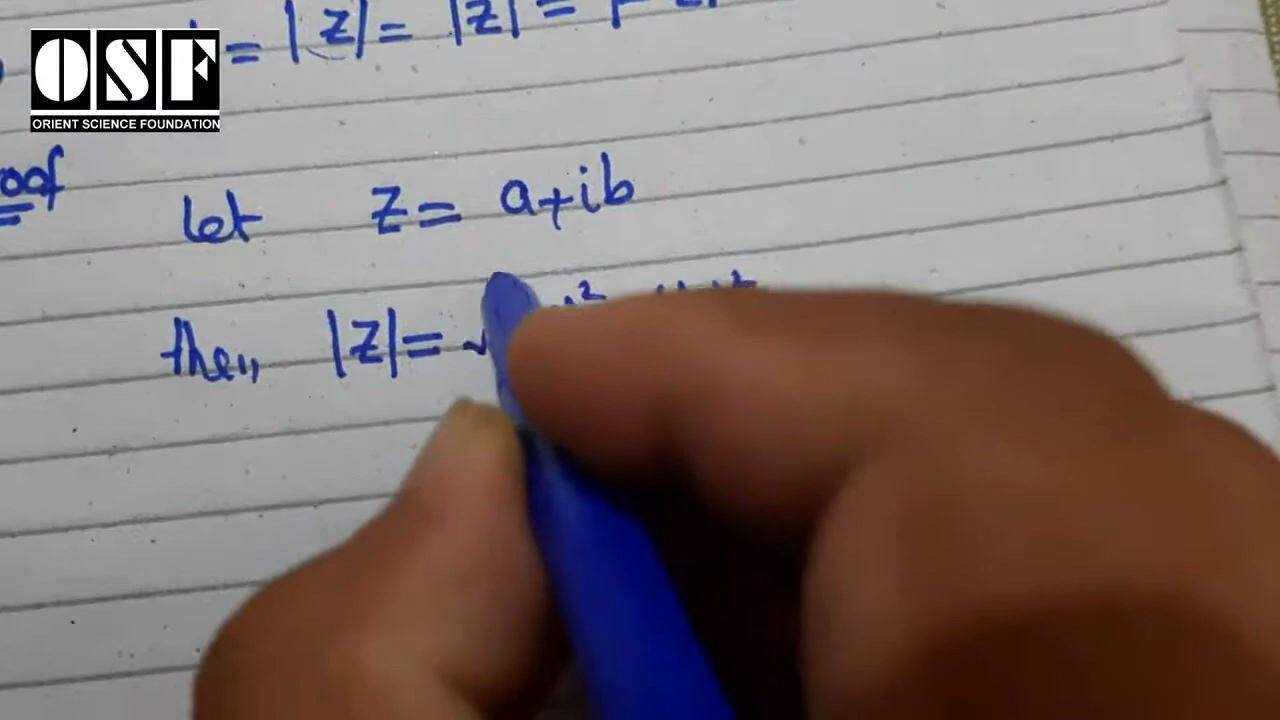 = |z| = |z| =
OSF
ORIENT SCIENCE FOUNDATION
oof
let z = a+ib
then, |z| = √